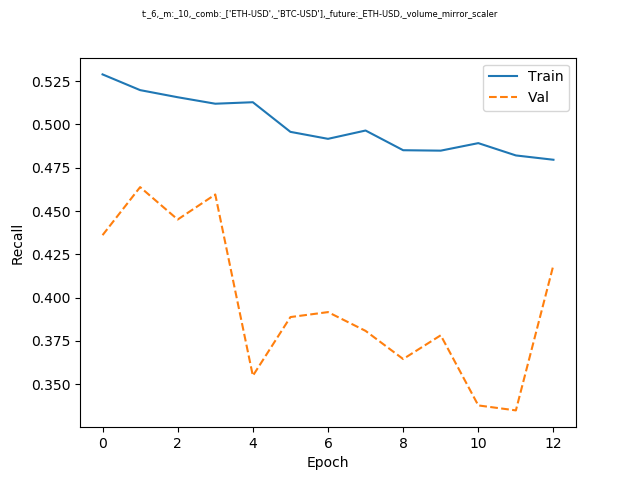 t:_6,_m:_10,_comb:_['ETH-USD',_'BTC-USD'],_future:_ETH-USD,_volume_mirror_scaler
Train
Val
0.525
0.500
0.475
0.450
0.425
0.400
0.375
0.350
Recall
0 2 4 6 8 10 12
Epoch